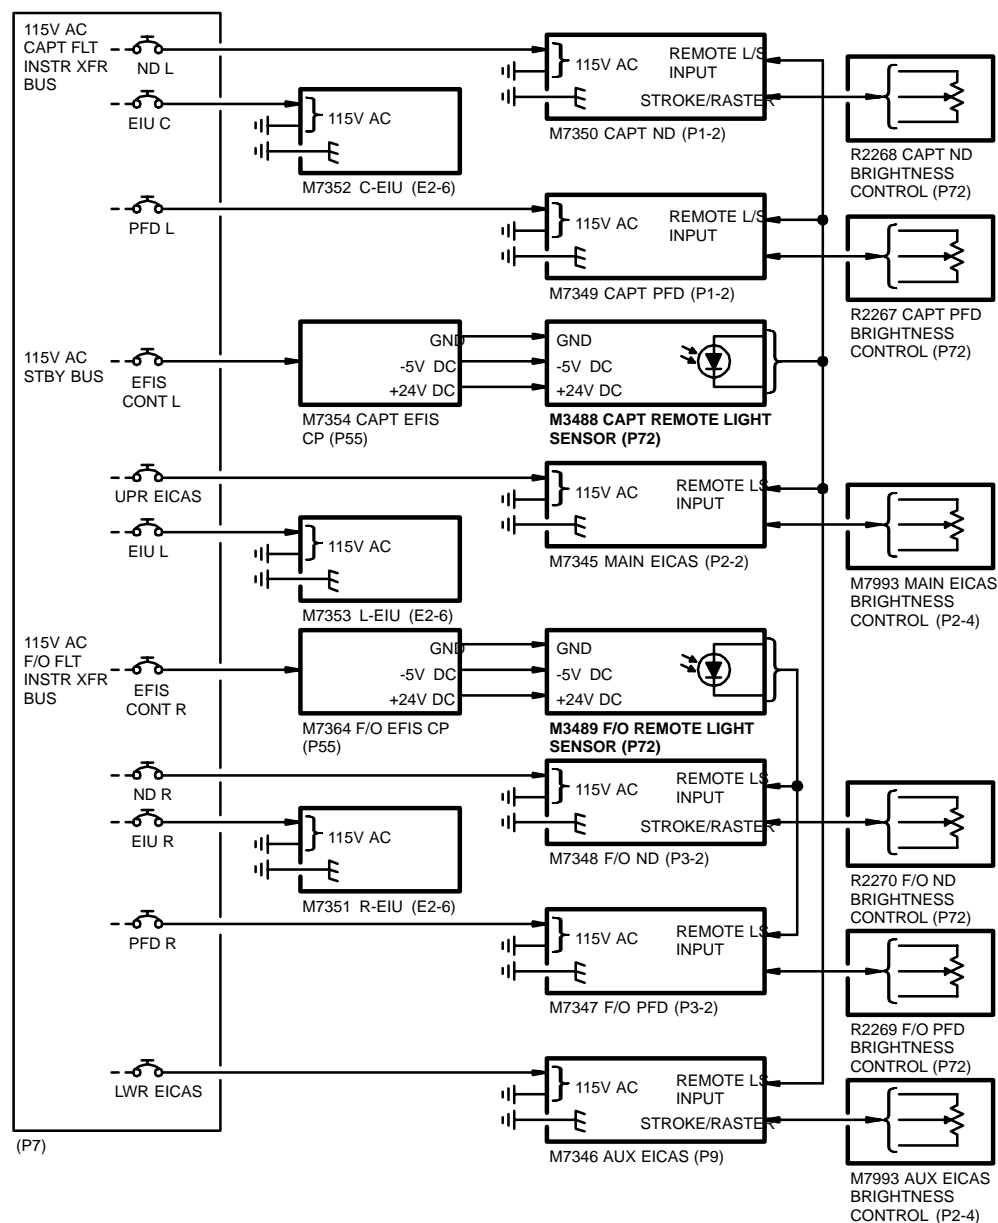 115V AC
CAPT FLT
INSTR XFR
BUS
ND L
115V AC
REMOTE L/S
INPUT
STROKE/RASTER
M7350 CAPT ND (P1-2)
R2268 CAPT ND
BRIGHTNESS
CONTROL (P72)
EIU C
115V AC
M7352 C-EIU (E2-6)
PFD L
115V AC
REMOTE L/S
INPUT
M7349 CAPT PFD (P1-2)
R2267 CAPT PFD
BRIGHTNESS
CONTROL (P72)
115V AC
STBY BUS
EFIS
CONT L
GND
-5V DC
+24V DC
M7354 CAPT EFIS
CP (P55)
GND
-5V DC
+24V DC
M3488 CAPT REMOTE LIGHT
SENSOR (P72)
UPR EICAS
115V AC
REMOTE LS
INPUT
M7345 MAIN EICAS (P2-2)
M7993 MAIN EICAS
BRIGHTNESS
CONTROL (P2-4)
EIU L
115V AC
M7353 L-EIU (E2-6)
115V AC
F/O FLT
INSTR XFR
BUS
EFIS
CONT R
GND
-5V DC
+24V DC
M7364 F/O EFIS CP
(P55)
GND
-5V DC
+24V DC
M3489 F/O REMOTE LIGHT
SENSOR (P72)
ND R
115V AC
REMOTE LS
INPUT
STROKE/RASTER
M7348 F/O ND (P3-2)
R2270 F/O ND
BRIGHTNESS
CONTROL (P72)
EIU R
115V AC
M7351 R-EIU (E2-6)
PFD R
115V AC
REMOTE LS
INPUT
M7347 F/O PFD (P3-2)
R2269 F/O PFD
BRIGHTNESS
CONTROL (P72)
LWR EICAS
115V AC
REMOTE LS
INPUT
STROKE/RASTER
M7346 AUX EICAS (P9)
M7993 AUX EICAS
BRIGHTNESS
CONTROL (P2-4)
(P7)